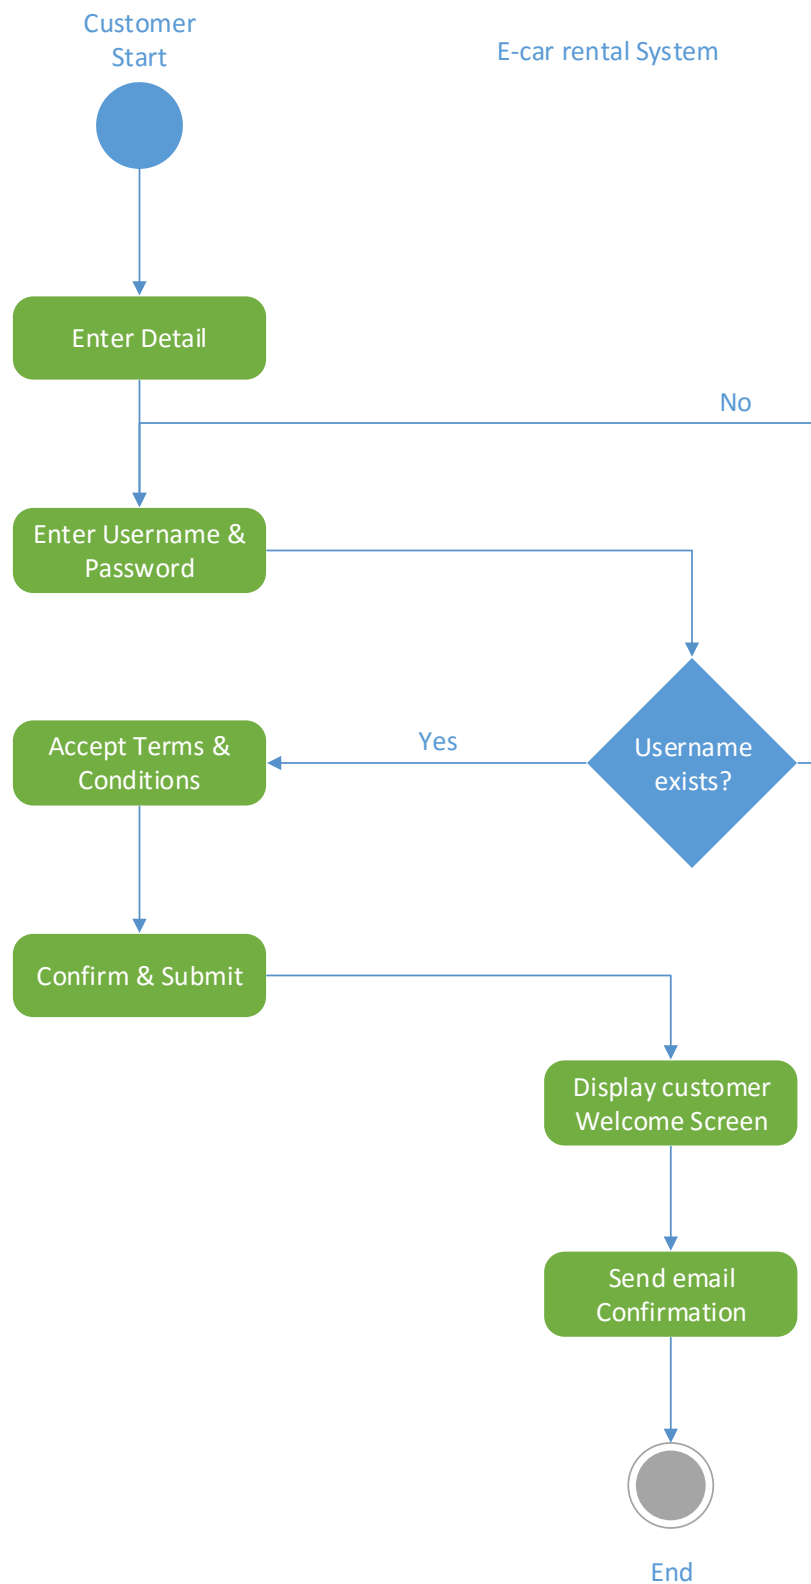 Customer
Start
E-car rental System
Enter Detail
No
Enter Username &
Password
Accept Terms &
Conditions
Yes
Username
exists?
Confirm & Submit
Display customer
Welcome Screen
Send email
Confirmation
End